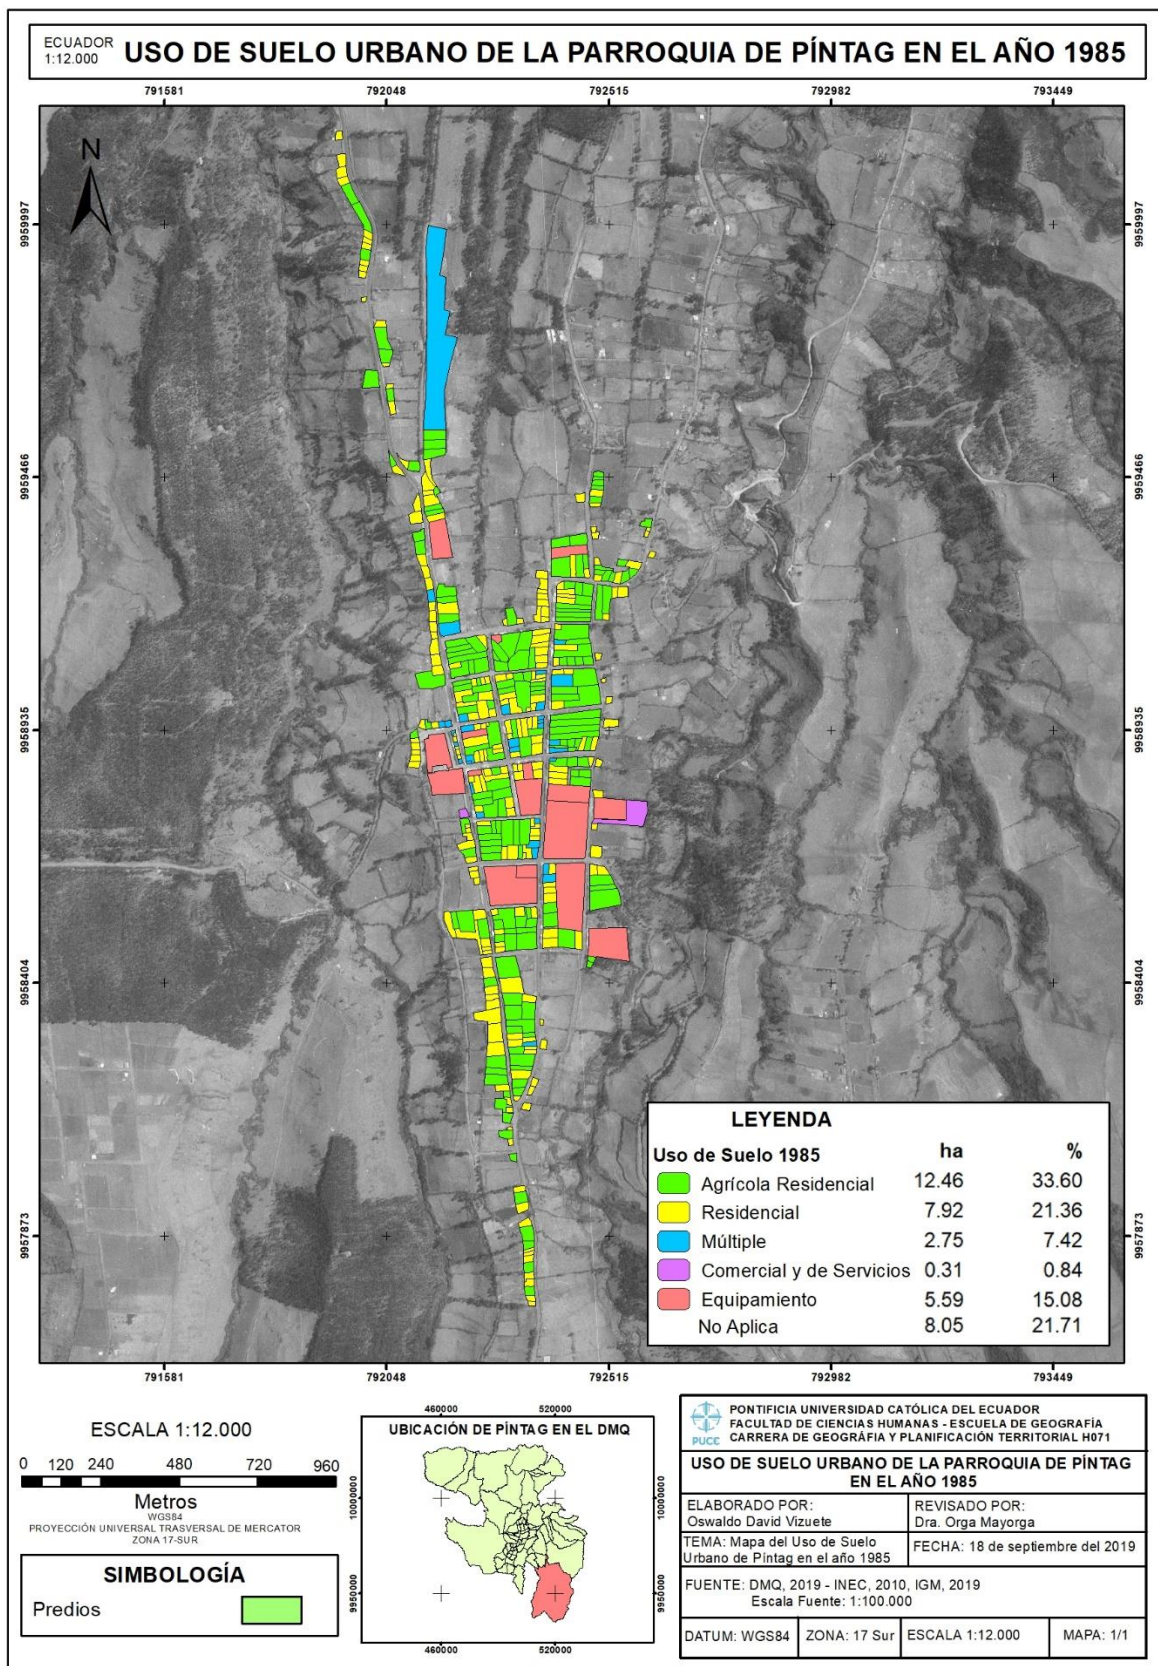 ECUADOR
1:12.000
USO DE SUELO URBANO DE LA PARROQUIA DE PÍNTAG EN EL AÑO 1985
791581 792048 792515 792982 793449
N
9959997 9959997
9959466 9959466
9958935 9958935
9958404 9958404
9957873 9957873
LEYENDA
Uso de Suelo 1985 ha %
Agrícola Residencial 12.46 33.60
Residencial 7.92 21.36
Múltiple 2.75 7.42
Comercial y de Servicios 0.31 0.84
Equipamiento 5.59 15.08
No Aplica 8.05 21.71
791581 792048 792515 792982 793449
ESCALA 1:12.000
0 120 240 480 720 960
Metros
WGS84
PROYECCIÓN UNIVERSAL TRASVERSAL DE MERCATOR
ZONA 17-SUR
SIMBOLOGÍA
Predios
460000 520000
UBICACIÓN DE PÍNTAG EN EL DMQ
10000000 10000000
9950000 9950000
460000 520000
PUCE
PONTIFICIA UNIVERSIDAD CATÓLICA DEL ECUADOR
FACULTAD DE CIENCIAS HUMANAS - ESCUELA DE GEOGRAFÍA
CARRERA DE GEOGRÁFIA Y PLANIFICACIÓN TERRITORIAL H071
USO DE SUELO URBANO DE LA PARROQUIA DE PÍNTAG
EN EL AÑO 1985
ELABORADO POR:
Oswaldo David Vizuete
REVISADO POR:
Dra. Orga Mayorga
TEMA: Mapa del Uso de Suelo
Urbano de Píntag en el año 1985
FECHA: 18 de septiembre del 2019
FUENTE: DMQ, 2019 - INEC, 2010, IGM, 2019
Escala Fuente: 1:100.000
DATUM: WGS84 ZONA: 17 Sur ESCALA 1:12.000 MAPA: 1/1